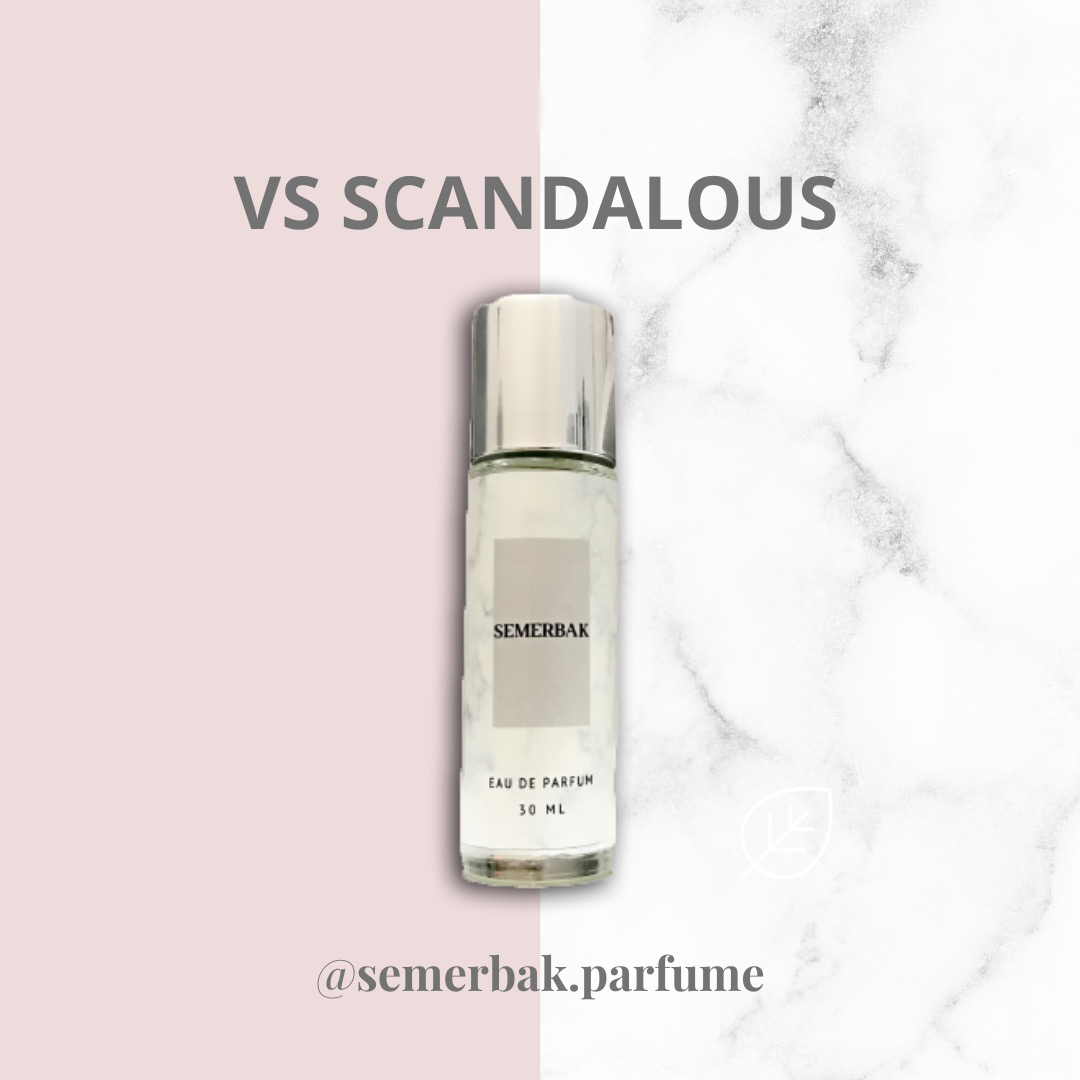 VS SCANDALOUS
SEMERBAK
EAU DE PARFUM
30 ML
@semerbak.parfume